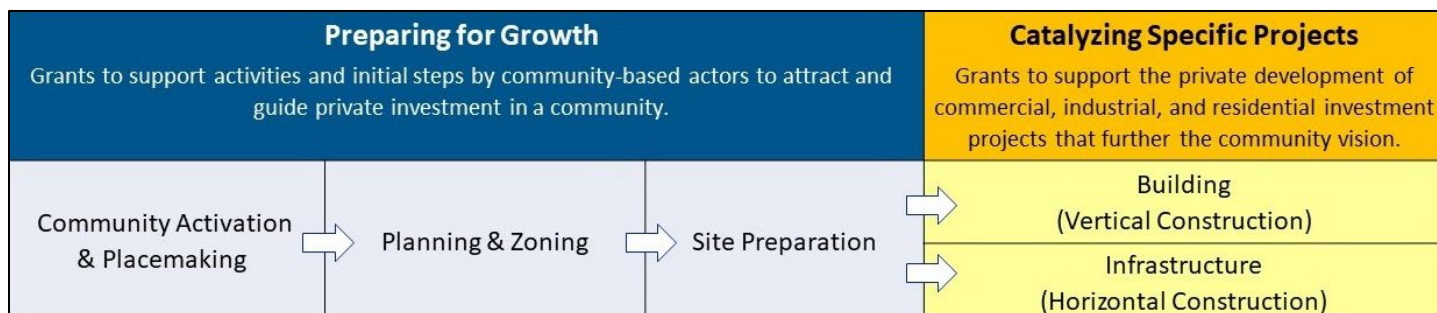 Preparing for Growth
Grants to support activities and initial steps by community-based actors to attract and
guide private investment in a community.
Catalyzing Specific Projects
Grants to support the private development of
commercial, industrial, and residential investment
projects that further the community vision.
Community Activation
& Placemaking
Planning & Zoning
Site Preparation
Building
(Vertical Construction)
Infrastructure
(Horizontal Construction)